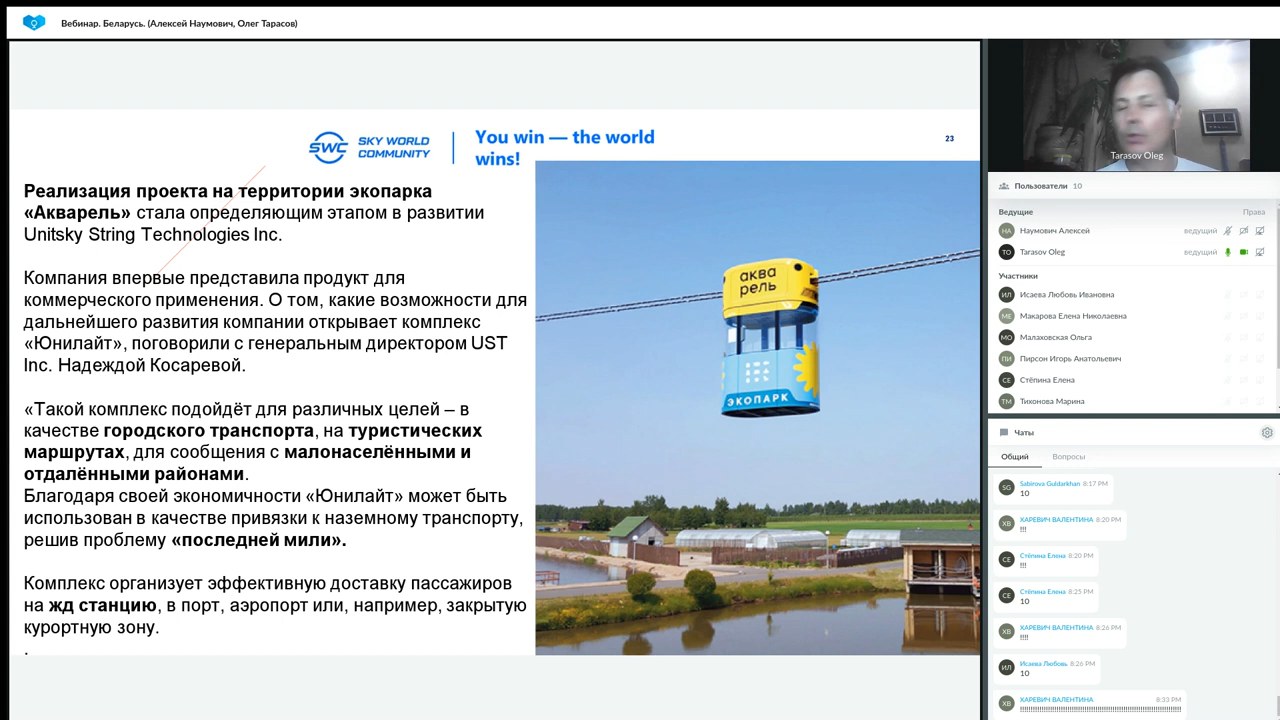 Вебинар. Беларусь. (Алексей Наумович, Олег Тарасов)
SWC
SKY WORLD
COMMUNITY
You win — the world
wins!
23
Реализация проекта на территории экопарка
«Акварель» стала определяющим этапом в развитии
Unitsky String Technologies Inc.
Компания впервые представила продукт для
коммерческого применения. О том, какие возможности для
дальнейшего развития компании открывает комплекс
«Юнилайт», поговорили с генеральным директором UST
Inc. Надеждой Косаревой.
«Такой комплекс подойдёт для различных целей – в
качестве городского транспорта, на туристических
маршрутах, для сообщения с малонаселёнными и
отдалёнными районами.
Благодаря своей экономичности «Юнилайт» может быть
использован в качестве привязки к наземному транспорту,
решив проблему «последней мили».
Комплекс организует эффективную доставку пассажиров
на жд станцию, в порт, аэропорт или, например, закрытую
курортную зону.
.
аква
рель
ЭКОПАРК
Tarasov Oleg
Пользователи 10
Ведущие Права
НА Наумович Алексей ведущий
TO Tarasov Oleg ведущий
Участники
ИЛ Исаева Любовь Ивановна
МЕ Макарова Елена Николаевна
МО Малаховская Ольга
ПИ Пирсон Игорь Анатольевич
СЕ Стёпина Елена
ТМ Тихонова Марина
Чаты
Общий Вопросы
SG Sabirova Guldarkhan 8:17 PM
10
ХВ ХАРЕВИЧ ВАЛЕНТИНА 8:20 PM
!!!
СЕ Стёпина Елена 8:20 PM
!!!
СЕ Стёпина Елена 8:25 PM
10
ХВ ХАРЕВИЧ ВАЛЕНТИНА 8:26 PM
!!!!
ИЛ Исаева Любовь 8:26 PM
10
ХВ ХАРЕВИЧ ВАЛЕНТИНА 8:33 PM